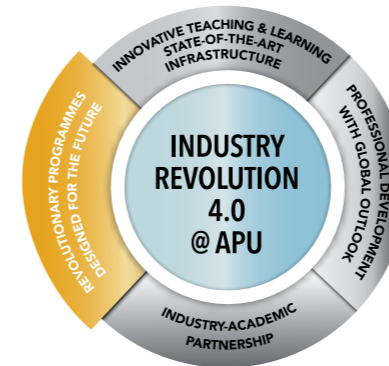 INNOVATIVE TEACHING & LEARNING
STATE-OF-THE-ART
INFRASTRUCTURE
REVOLUTIONARY PROGRAMMES
DESIGNED FOR THE FUTURE
INDUSTRY
REVOLUTION
4.0
@ APU
PROFESSIONAL DEVELOPMENT
WITH GLOBAL OUTLOOK
INDUSTRY-ACADEMIC
PARTNERSHIP